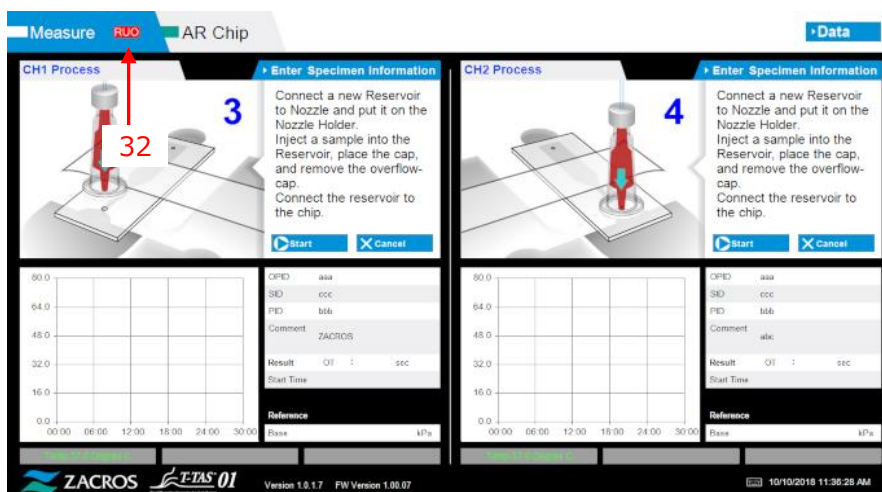 Measure RUO AR Chip Data
32
CH1 Process
Enter Specimen Information
3
Connect a new Reservoir
to Nozzle and put it on the
Nozzle Holder.
Inject a sample into the
Reservoir, place the cap,
and remove the overflow-
cap.
Connect the reservoir to
the chip.
Start Cancel
80.0
64.0
48.0
32.0
16.0
0.0
00:00 06:00 12:00 18:00 24:00 30:00
OPID aaa
SID ccc
PID bbb
Comment
ZACROS
Result OT : sec
Start Time
Reference
Base kPa
CH2 Process
Enter Specimen Information
4
Connect a new Reservoir
to Nozzle and put it on the
Nozzle Holder.
Inject a sample into the
Reservoir, place the cap,
and remove the overflow-
cap.
Connect the reservoir to
the chip.
Start Cancel
80.0
64.0
48.0
32.0
16.0
0.0
00:00 06:00 12:00 18:00 24:00 30:00
OPID aaa
SID ccc
PID bbb
Comment
abc
Result OT : sec
Start Time
Reference
Base kPa
ZACROS T-TAS 01 Version 1.0.1.7 FW Version 1.00.07 10/10/2018 11:36:28 AM